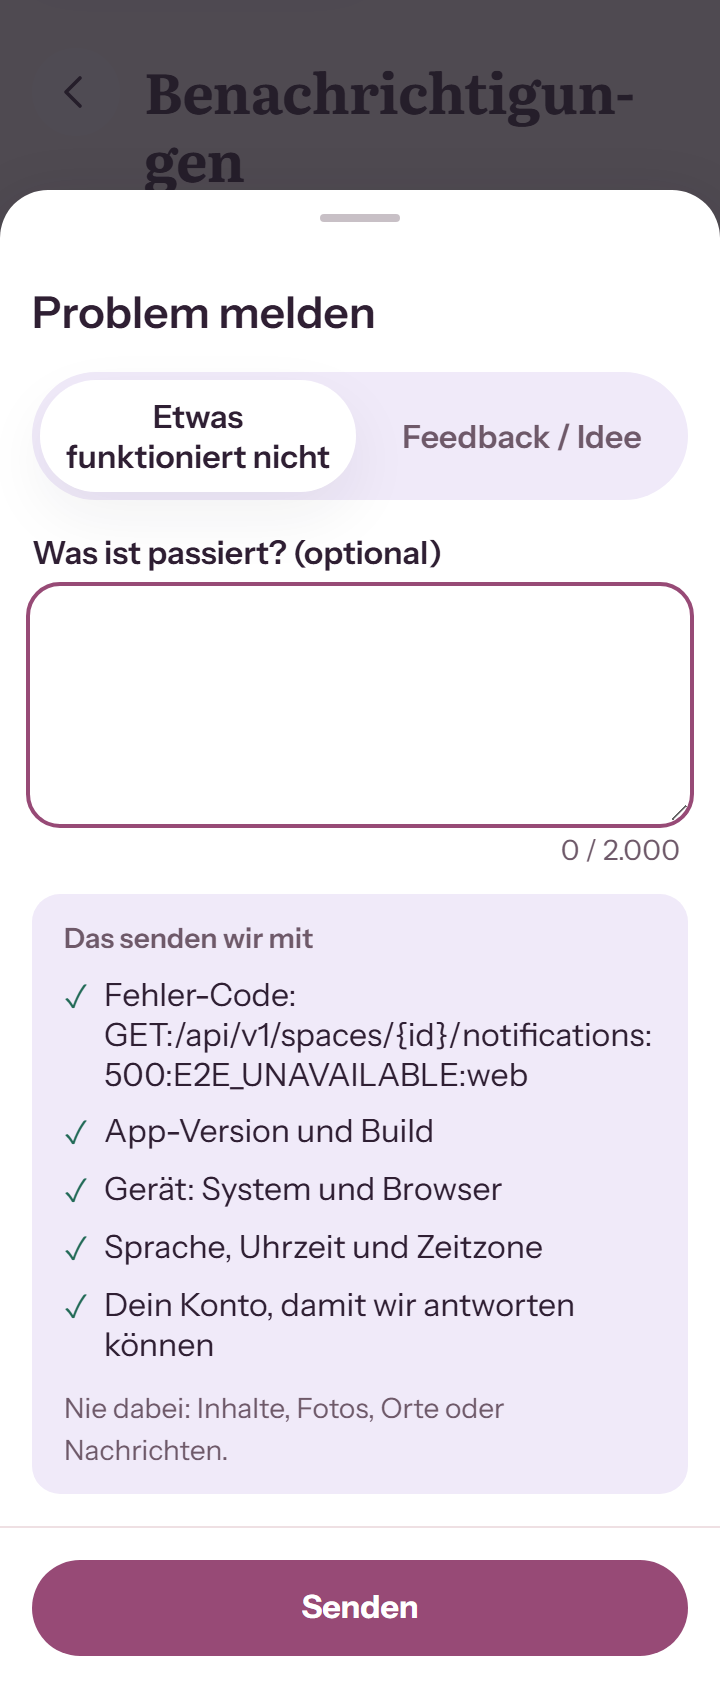 Benachrichtigun-
gen
Problem melden
Etwas
funktioniert nicht
Feedback / Idee
Was ist passiert? (optional)
0 / 2.000
Das senden wir mit
✓ Fehler-Code:
GET:/api/v1/spaces/{id}/notifications:
500:E2E_UNAVAILABLE:web
✓ App-Version und Build
✓ Gerät: System und Browser
✓ Sprache, Uhrzeit und Zeitzone
✓ Dein Konto, damit wir antworten
können
Nie dabei: Inhalte, Fotos, Orte oder
Nachrichten.
Senden